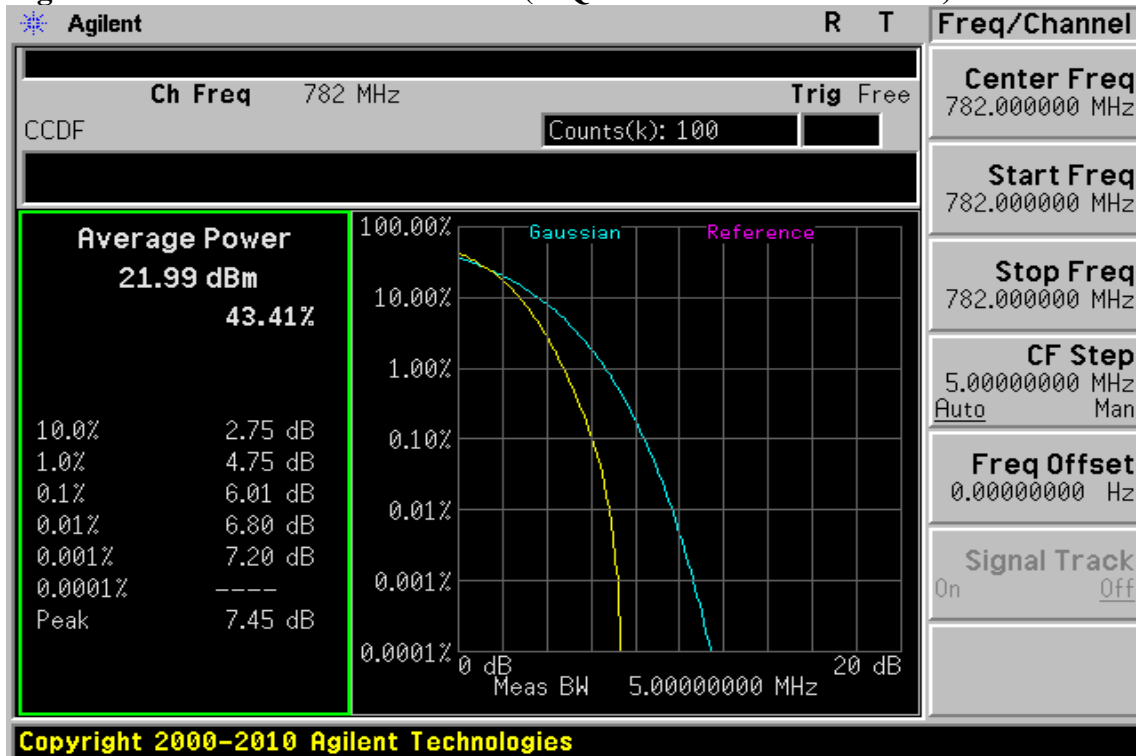 Agilent R T Freq/Channel
Ch Freq 782 MHz Trig Free
CCDF Counts(k): 100
Average Power
21.99 dBm
43.41%
10.0% 2.75 dB
1.0% 4.75 dB
0.1% 6.01 dB
0.01% 6.80 dB
0.001% 7.20 dB
0.0001% ----
Peak 7.45 dB
Gaussian Reference
100.00%
10.00%
1.00%
0.10%
0.01%
0.001%
0.0001%
0 dB 20 dB
Meas BW 5.00000000 MHz
Center Freq
782.000000 MHz
Start Freq
782.000000 MHz
Stop Freq
782.000000 MHz
CF Step
5.00000000 MHz
Auto Man
Freq Offset
0.00000000 Hz
Signal Track
On Off
Copyright 2000-2010 Agilent Technologies